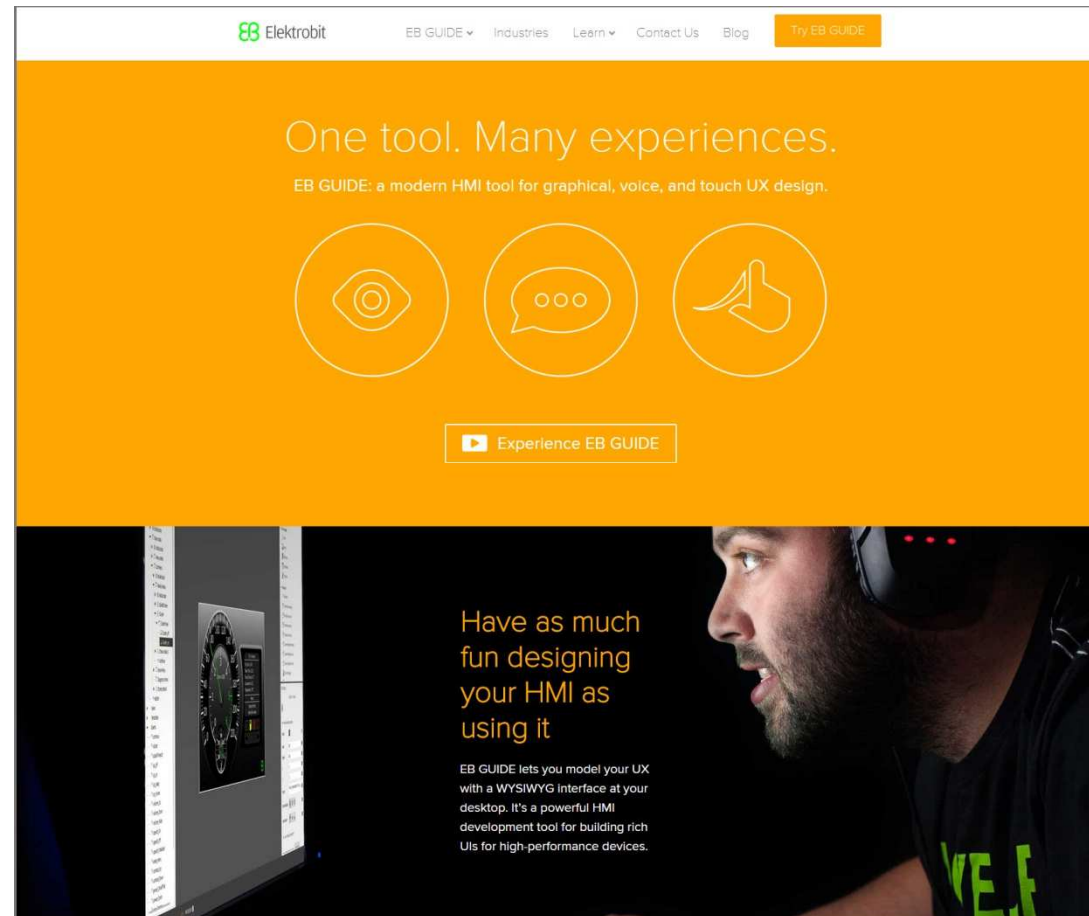 EB Elektrobit
EB GUIDE Industries Learn Contact Us Blog Try EB GUIDE
One tool. Many experiences.
EB GUIDE: a modern HMI tool for graphical, voice, and touch UX design.
Experience EB GUIDE
Have as much
fun designing
your HMI as
using it
EB GUIDE lets you model your UX
with a WYSIWYG interface at your
desktop. It's a powerful HMI
development tool for building rich
UIs for high-performance devices.